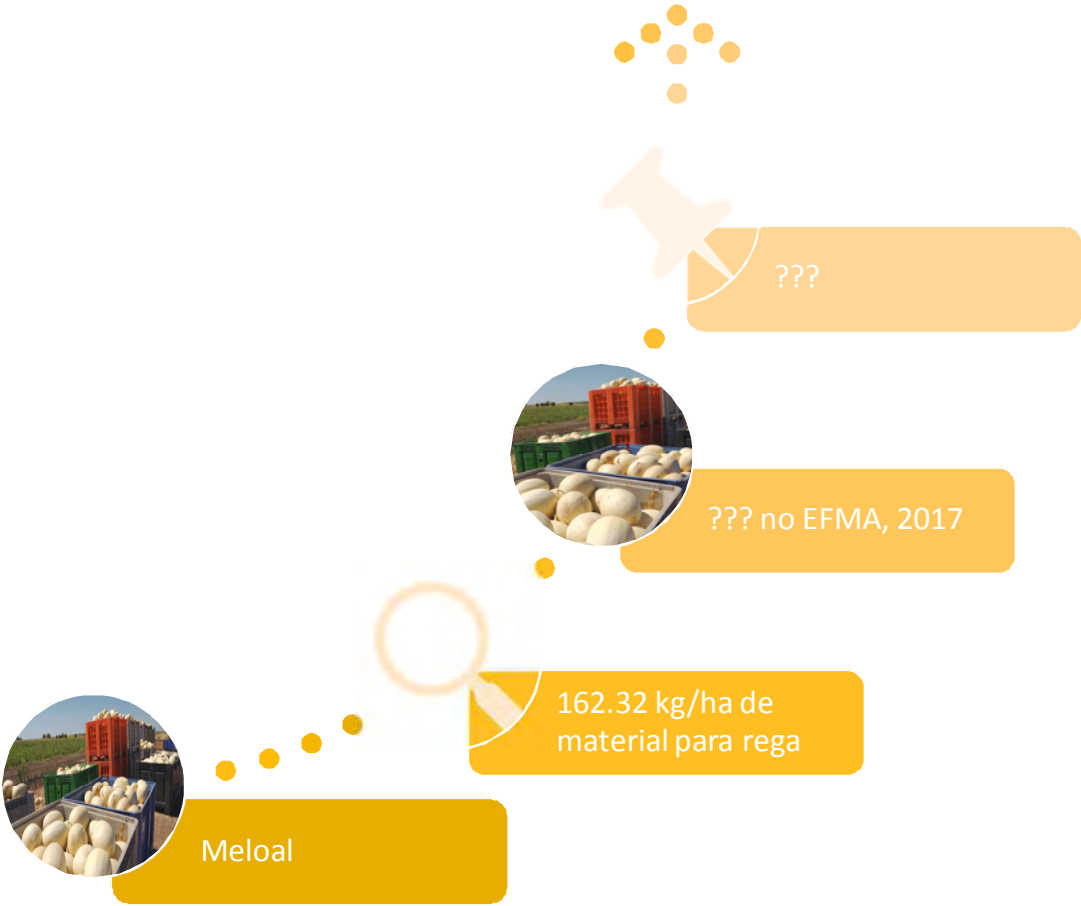 ???
??? no EFMA, 2017
162.32 kg/ha de
material para rega
Meloal